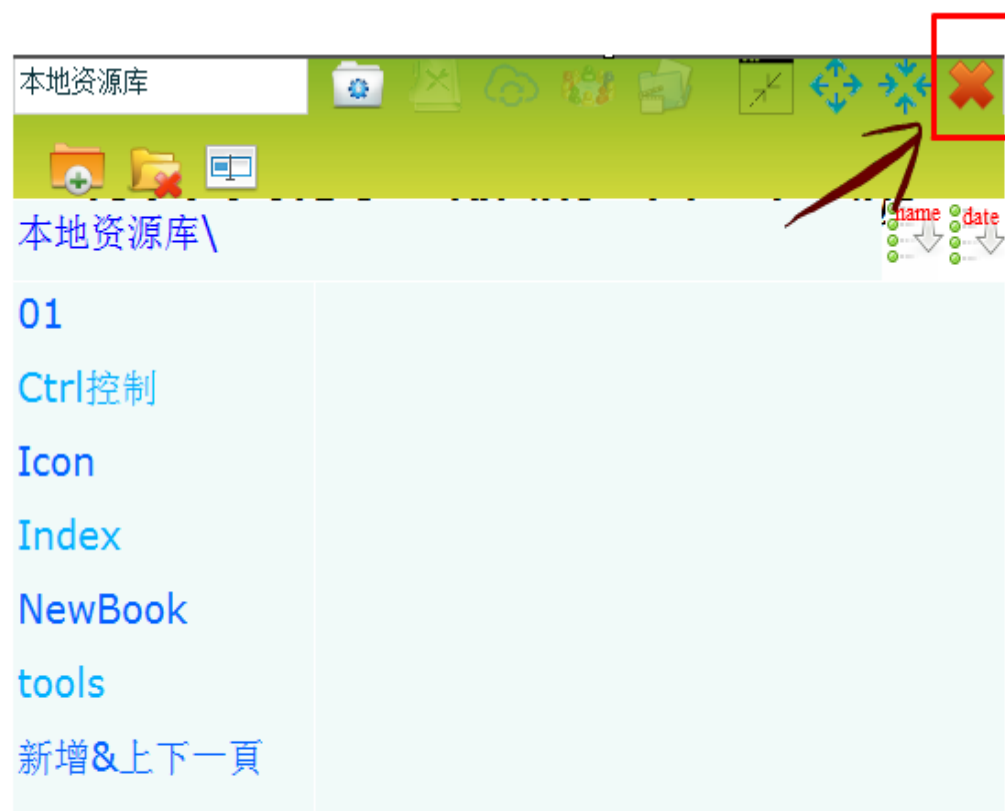 本地资源库
本地资源库\
name date
01
Ctrl控制
Icon
Index
NewBook
tools
新增&上下一頁